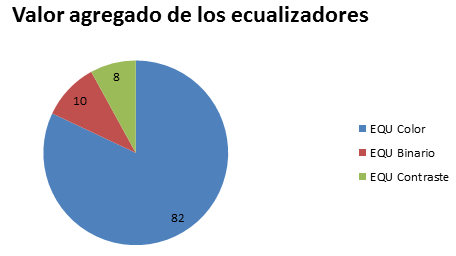 Valor agregado de los ecualizadores
8
10
82
EQU Color
EQU Binario
EQU Contraste